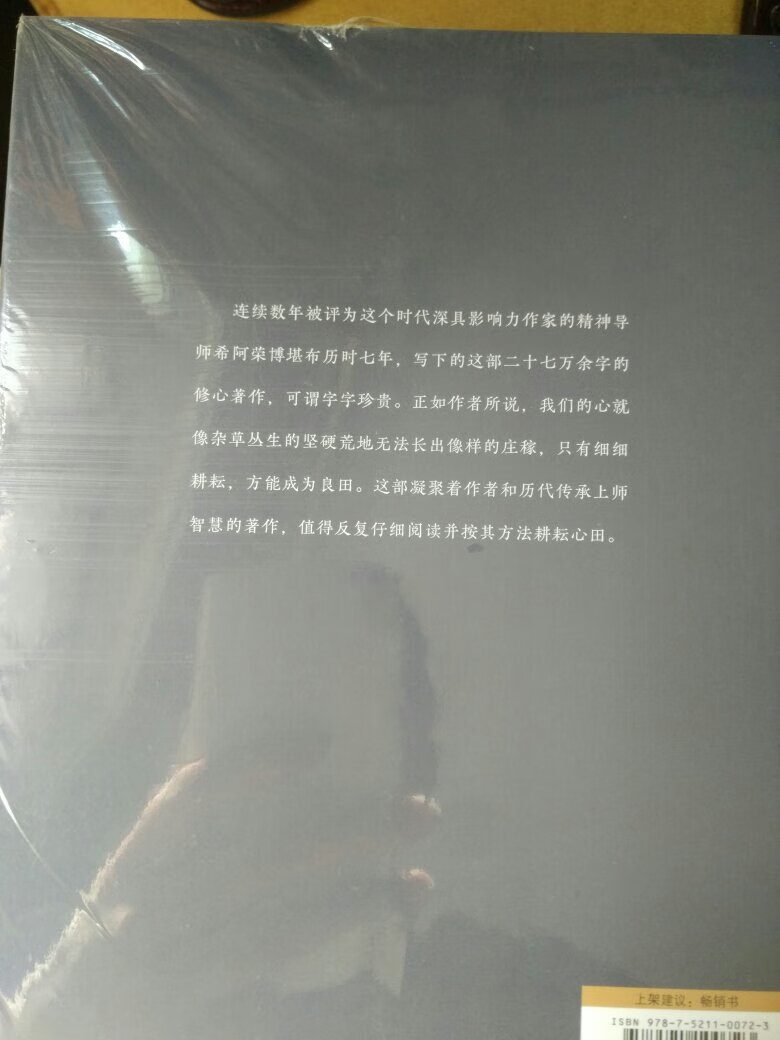 连续数年被评为这个时代深具影响力作家的精神导
师希阿荣博堪布历时七年，写下的这部二十七万余字的
修心著作，可谓字字珍贵。正如作者所说，我们的心就
像杂草丛生的坚硬荒地无法长出像样的庄稼，只有细细
耕耘，方能成为良田。这部凝聚着作者和历代传承上师
智慧的著作，值得反复仔细阅读并按其方法耕耘心田。
上架建议：畅销书
ISBN 978-7-5211-0072-3